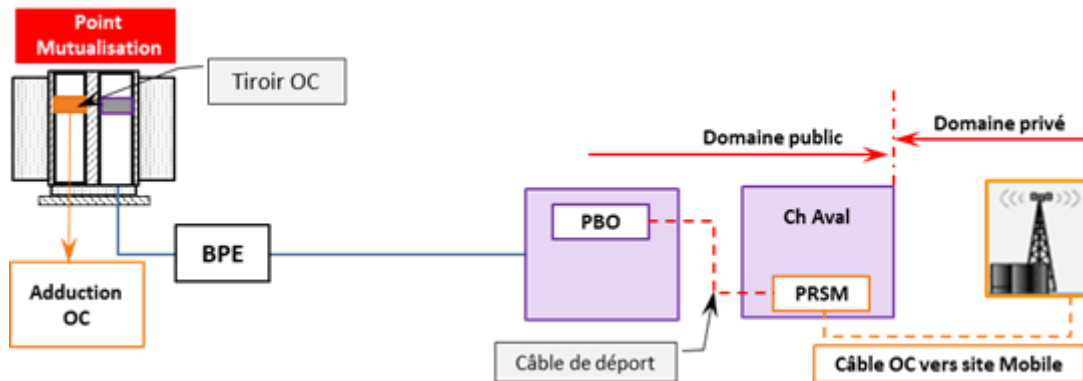 Point
Mutualisation
Tiroir OC
Domaine public
Domaine privé
PBO
Ch Aval
BPE
PRSM
Adduction
OC
Câble de déport
Câble OC vers site Mobile